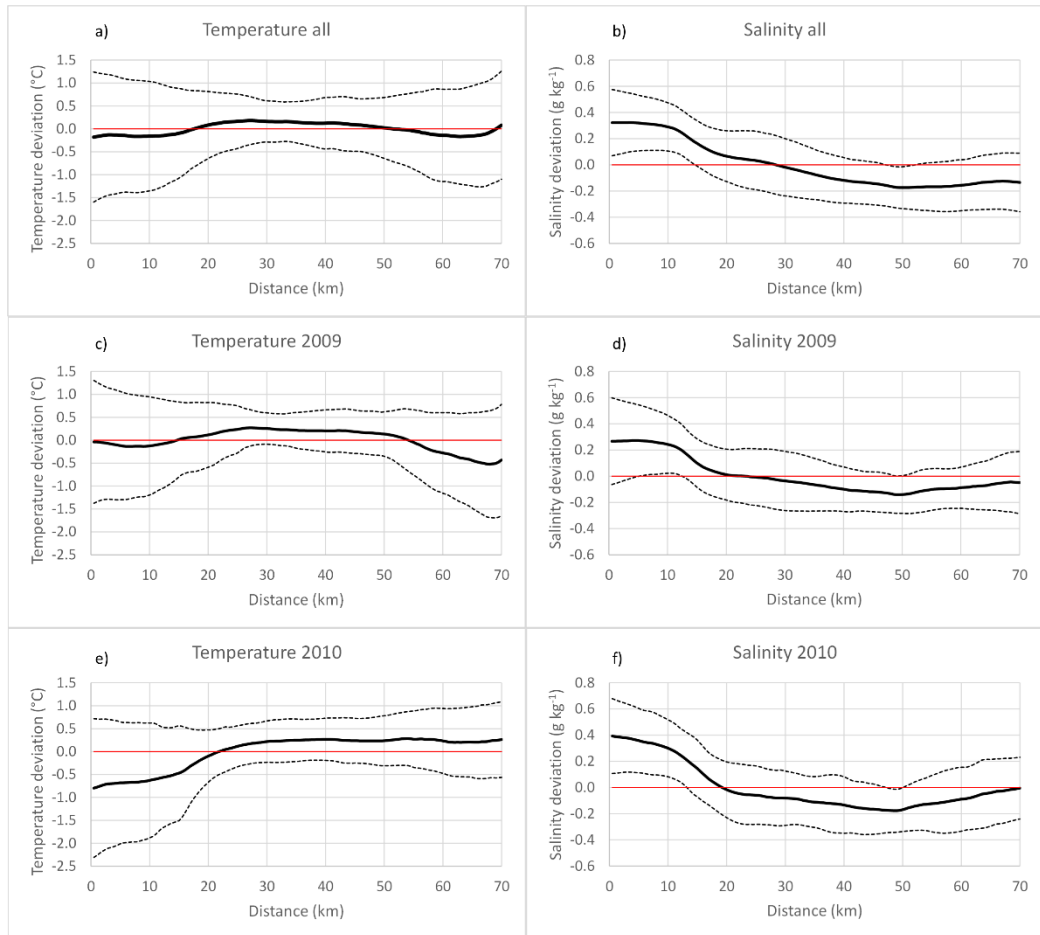 a) Temperature all
Temperature deviation (°C)
1.5
1.0
0.5
0.0
-0.5
-1.0
-1.5
-2.0
-2.5
0 10 20 30 40 50 60 70
Distance (km)
b) Salinity all
Salinity deviation (g kg⁻¹)
0.8
0.6
0.4
0.2
0.0
-0.2
-0.4
-0.6
0 10 20 30 40 50 60 70
Distance (km)
c) Temperature 2009
Temperature deviation (°C)
1.5
1.0
0.5
0.0
-0.5
-1.0
-1.5
-2.0
-2.5
0 10 20 30 40 50 60 70
Distance (km)
d) Salinity 2009
Salinity deviation (g kg⁻¹)
0.8
0.6
0.4
0.2
0.0
-0.2
-0.4
-0.6
0 10 20 30 40 50 60 70
Distance (km)
e) Temperature 2010
Temperature deviation (°C)
1.5
1.0
0.5
0.0
-0.5
-1.0
-1.5
-2.0
-2.5
0 10 20 30 40 50 60 70
Distance (km)
f) Salinity 2010
Salinity deviation (g kg⁻¹)
0.8
0.6
0.4
0.2
0.0
-0.2
-0.4
-0.6
0 10 20 30 40 50 60 70
Distance (km)